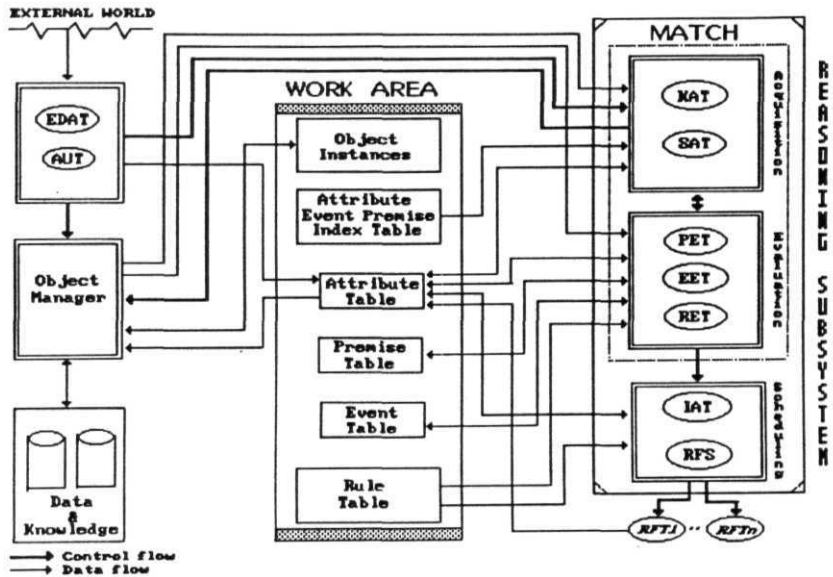 EXTERNAL WORLD
EDAT
AUT
Object
Manager
Data
&
Knowledge
Control flow
Data flow
WORK AREA
Object
Instances
Attribute
Event Premise
Index Table
Attribute
Table
Premise
Table
Event
Table
Rule
Table
MATCH
KAT
SAT
Acquisition
PET
EET
RET
Evaluation
IAT
RFS
Scheduling
RFT1 .. RFTn
REASONING SUBSYSTEM